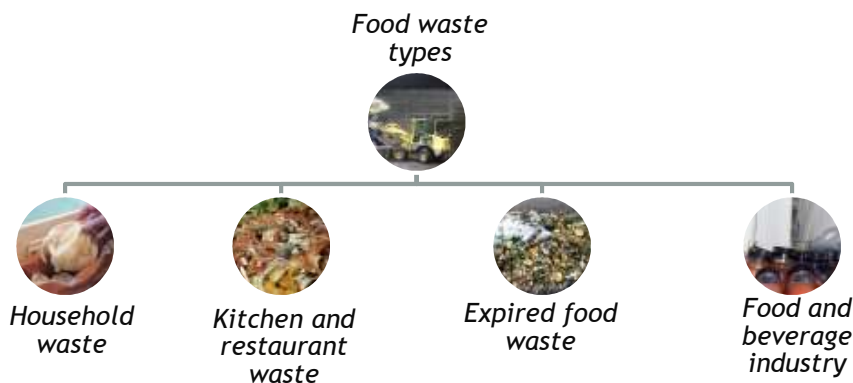 Food waste
types
Household
waste
Kitchen and
restaurant
waste
Expired food
waste
Food and
beverage
industry